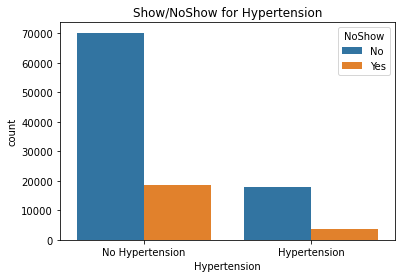 Show/NoShow for Hypertension
NoShow
No
Yes
70000
60000
50000
40000
30000
20000
10000
0
count
No Hypertension
Hypertension
Hypertension